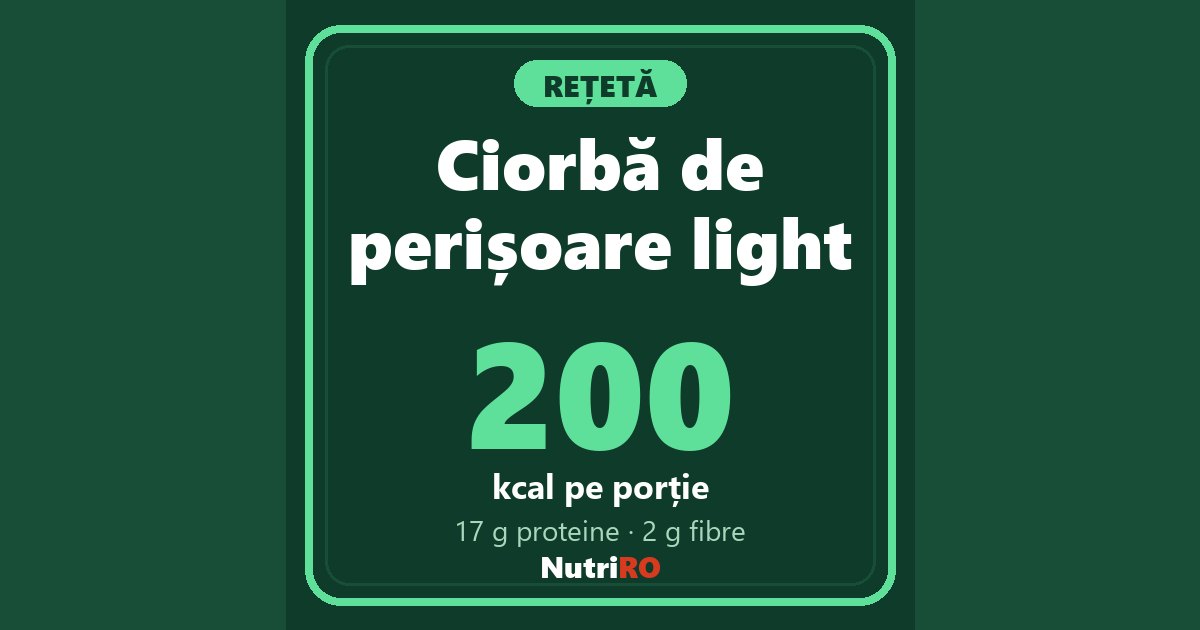 REȚETĂ
Ciorbă de
perișoare light
200
kcal pe porție
17 g proteine · 2 g fibre
NutriRO